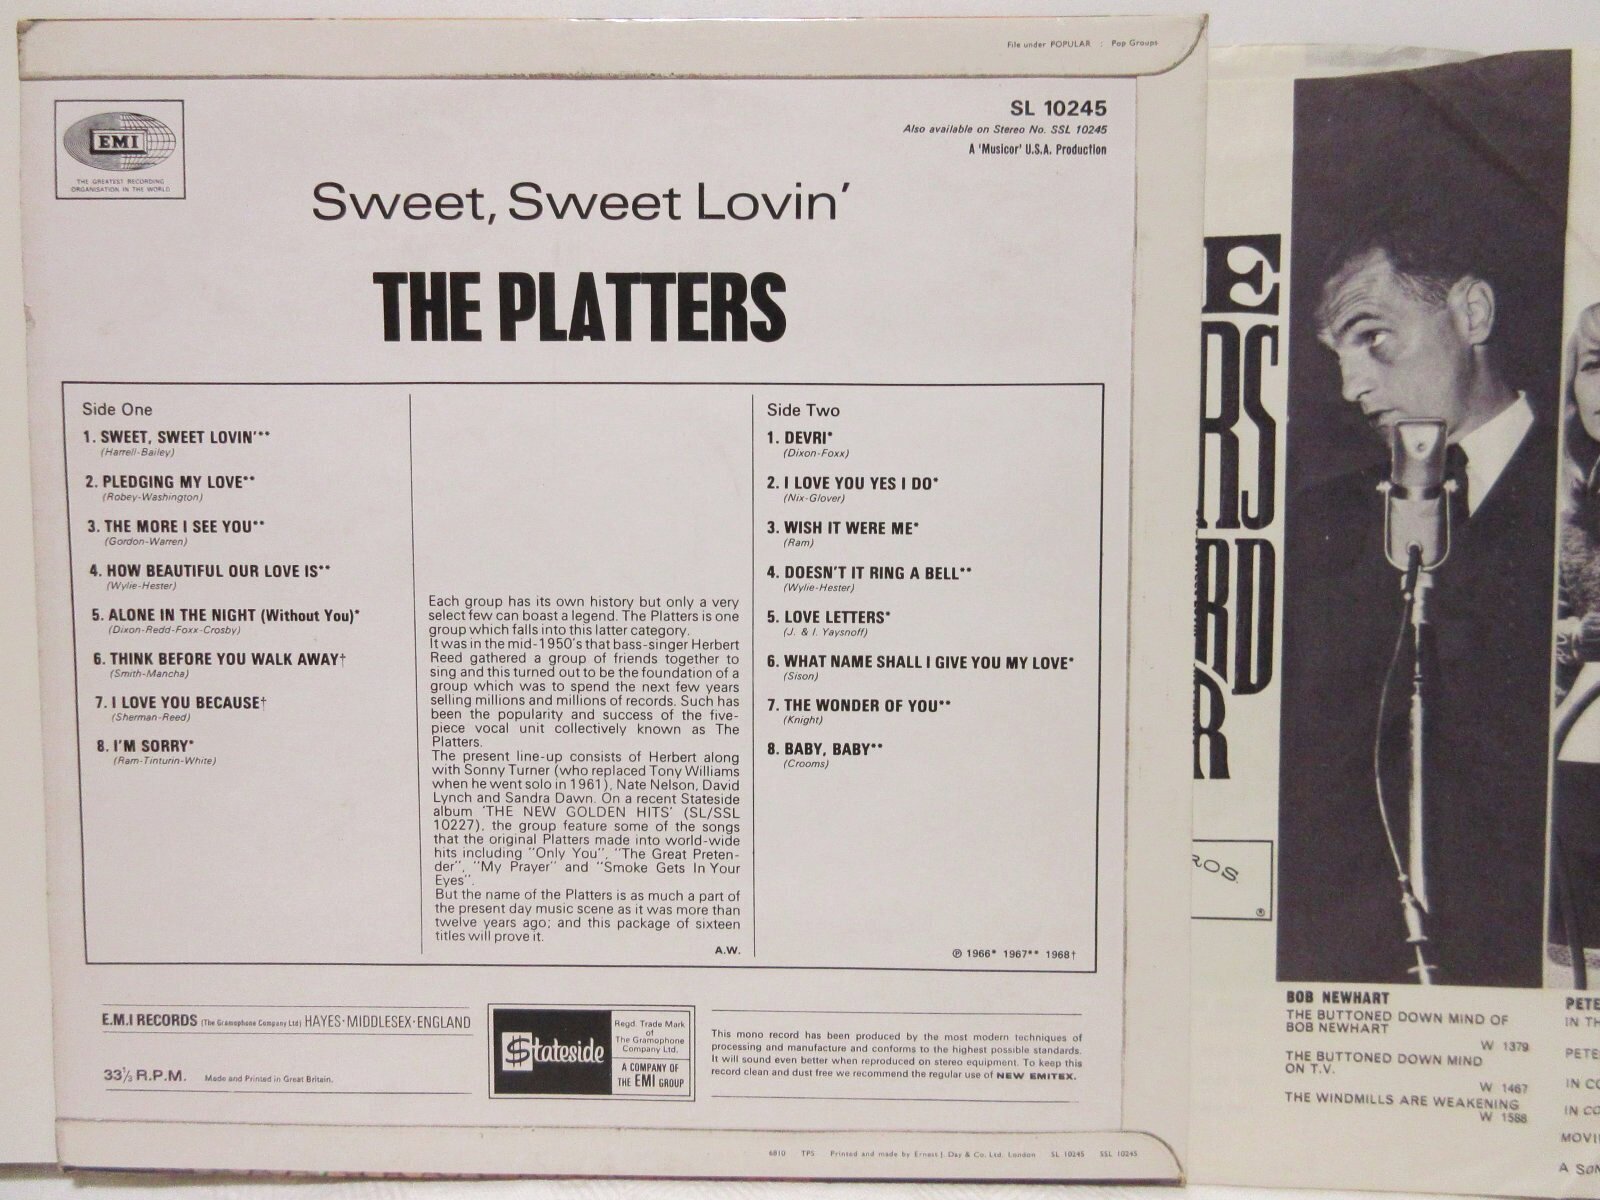 File under POPULAR : Pop Groups
EMI
THE GREATEST RECORDING
ORGANISATION IN THE WORLD
SL 10245
Also available on Stereo No. SSL 10245
A 'Musicor' U.S.A. Production
Sweet, Sweet Lovin'
THE PLATTERS
Side One
1. SWEET, SWEET LOVIN'**
(Harrell-Bailey)
2. PLEDGING MY LOVE**
(Robey-Washington)
3. THE MORE I SEE YOU**
(Gordon-Warren)
4. HOW BEAUTIFUL OUR LOVE IS**
(Wylie-Hester)
5. ALONE IN THE NIGHT (Without You)*
(Dixon-Redd-Foxx-Crosby)
6. THINK BEFORE YOU WALK AWAY†
(Smith-Mancha)
7. I LOVE YOU BECAUSE†
(Sherman-Reed)
8. I'M SORRY*
(Ram-Tinturin-White)
Each group has its own history but only a very
select few can boast a legend. The Platters is one
group which falls into this latter category.
It was in the mid-1950's that bass-singer Herbert
Reed gathered a group of friends together to
sing and this turned out to be the foundation of a
group which was to spend the next few years
selling millions and millions of records. Such has
been the popularity and success of the five-
piece vocal unit collectively known as The
Platters.
The present line-up consists of Herbert along
with Sonny Turner (who replaced Tony Williams
when he went solo in 1961), Nate Nelson, David
Lynch and Sandra Dawn. On a recent Stateside
album 'THE NEW GOLDEN HITS' (SL/SSL
10227), the group feature some of the songs
that the original Platters made into world-wide
hits including "Only You", "The Great Preten-
der", "My Prayer" and "Smoke Gets In Your
Eyes".
But the name of the Platters is as much a part of
the present day music scene as it was more than
twelve years ago; and this package of sixteen
titles will prove it.
A.W.
Side Two
1. DEVRI*
(Dixon-Foxx)
2. I LOVE YOU YES I DO*
(Nix-Glover)
3. WISH IT WERE ME*
(Ram)
4. DOESN'T IT RING A BELL**
(Wylie-Hester)
5. LOVE LETTERS*
(J. & I. Yaysnoff)
6. WHAT NAME SHALL I GIVE YOU MY LOVE*
(Sison)
7. THE WONDER OF YOU**
(Knight)
8. BABY, BABY**
(Crooms)
℗ 1966* 1967** 1968†
E.M.I RECORDS (The Gramophone Company Ltd) HAYES·MIDDLESEX·ENGLAND
33⅓ R.P.M. Made and Printed in Great Britain.
$tateside
Regd. Trade Mark
of
The Gramophone
Company Ltd.
A COMPANY OF
THE EMI GROUP
This mono record has been produced by the most modern techniques of
processing and manufacture and conforms to the highest possible standards.
It will sound even better when reproduced on stereo equipment. To keep this
record clean and dust free we recommend the regular use of NEW EMITEX.
6810 TPS Printed and made by Ernest J. Day & Co. Ltd. London SL 10245 SSL 10245
E
RS
RD
R
ROS.
®
BOB NEWHART
THE BUTTONED DOWN MIND OF
BOB NEWHART
W 1379
THE BUTTONED DOWN MIND
ON T.V.
W 1467
THE WINDMILLS ARE WEAKENING
W 1588
PETE
IN TH
PETE
IN CO
IN CO
MOVI
A SON